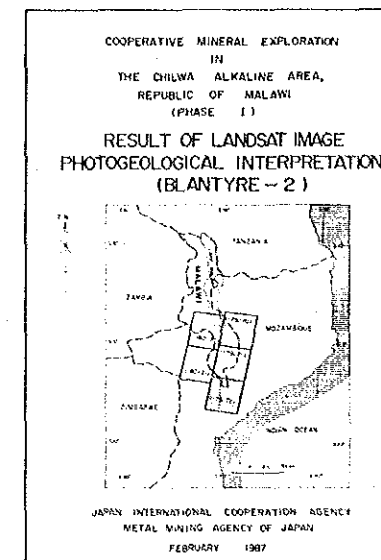 COOPERATIVE MINERAL EXPLORATION
IN
THE CHILWA ALKALINE AREA,
REPUBLIC OF MALAWI
(PHASE I)
RESULT OF LANDSAT IMAGE
PHOTOGEOLOGICAL INTERPRETATION
(BLANTYRE-2)
TANZANIA
MALAWI
ZAMBIA
MOZAMBIQUE
ZIMBABWE
INDIAN OCEAN
JAPAN INTERNATIONAL COOPERATION AGENCY
METAL MINING AGENCY OF JAPAN
FEBRUARY 1987